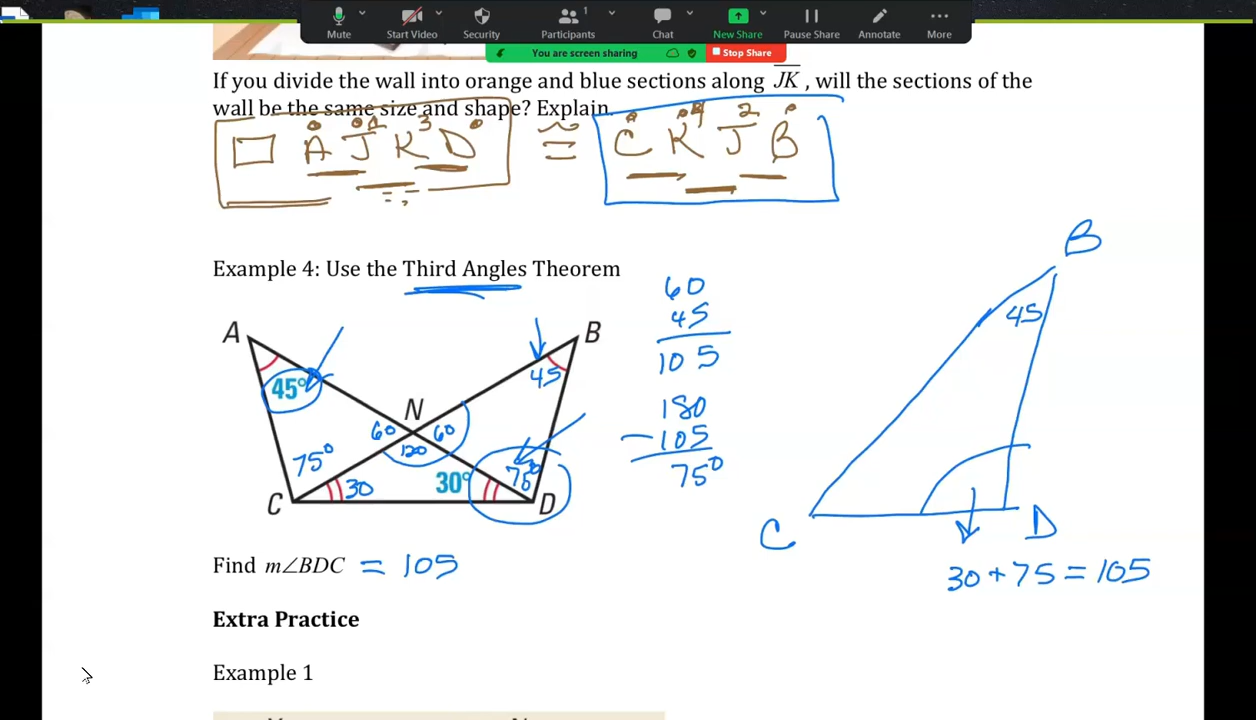 1
Mute
Start Video
Security
Participants
Chat
New Share
Pause Share
Annotate
More
You are screen sharing
Stop Share
If you divide the wall into orange and blue sections along JK, will the sections of the
wall be the same size and shape? Explain.
A J K D ≅ C K J B
Example 4: Use the Third Angles Theorem
A
B
45°
45
N
60
60
120
75°
30
30°
75°
C
D
60
45
105
180
- 105
75°
B
45
C
D
30 + 75 = 105
Find m∠BDC = 105
Extra Practice
Example 1